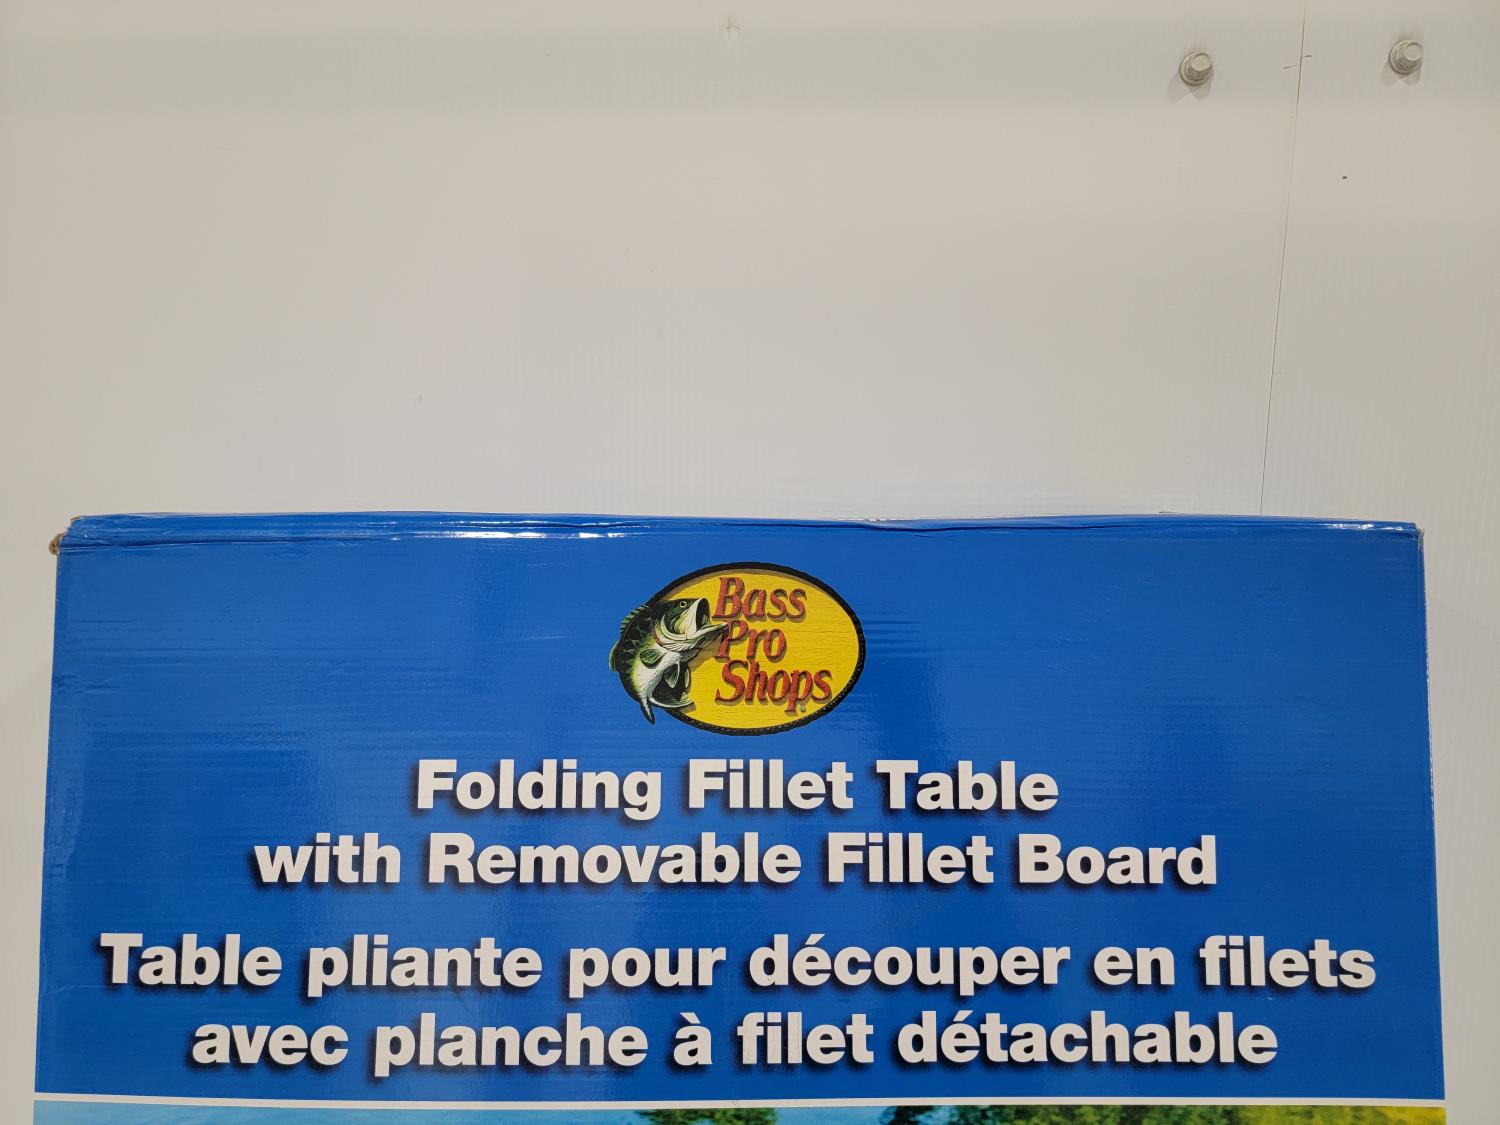 Bass
Pro
Shops
Folding Fillet Table
with Removable Fillet Board
Table pliante pour découper en filets
avec planche à filet détachable